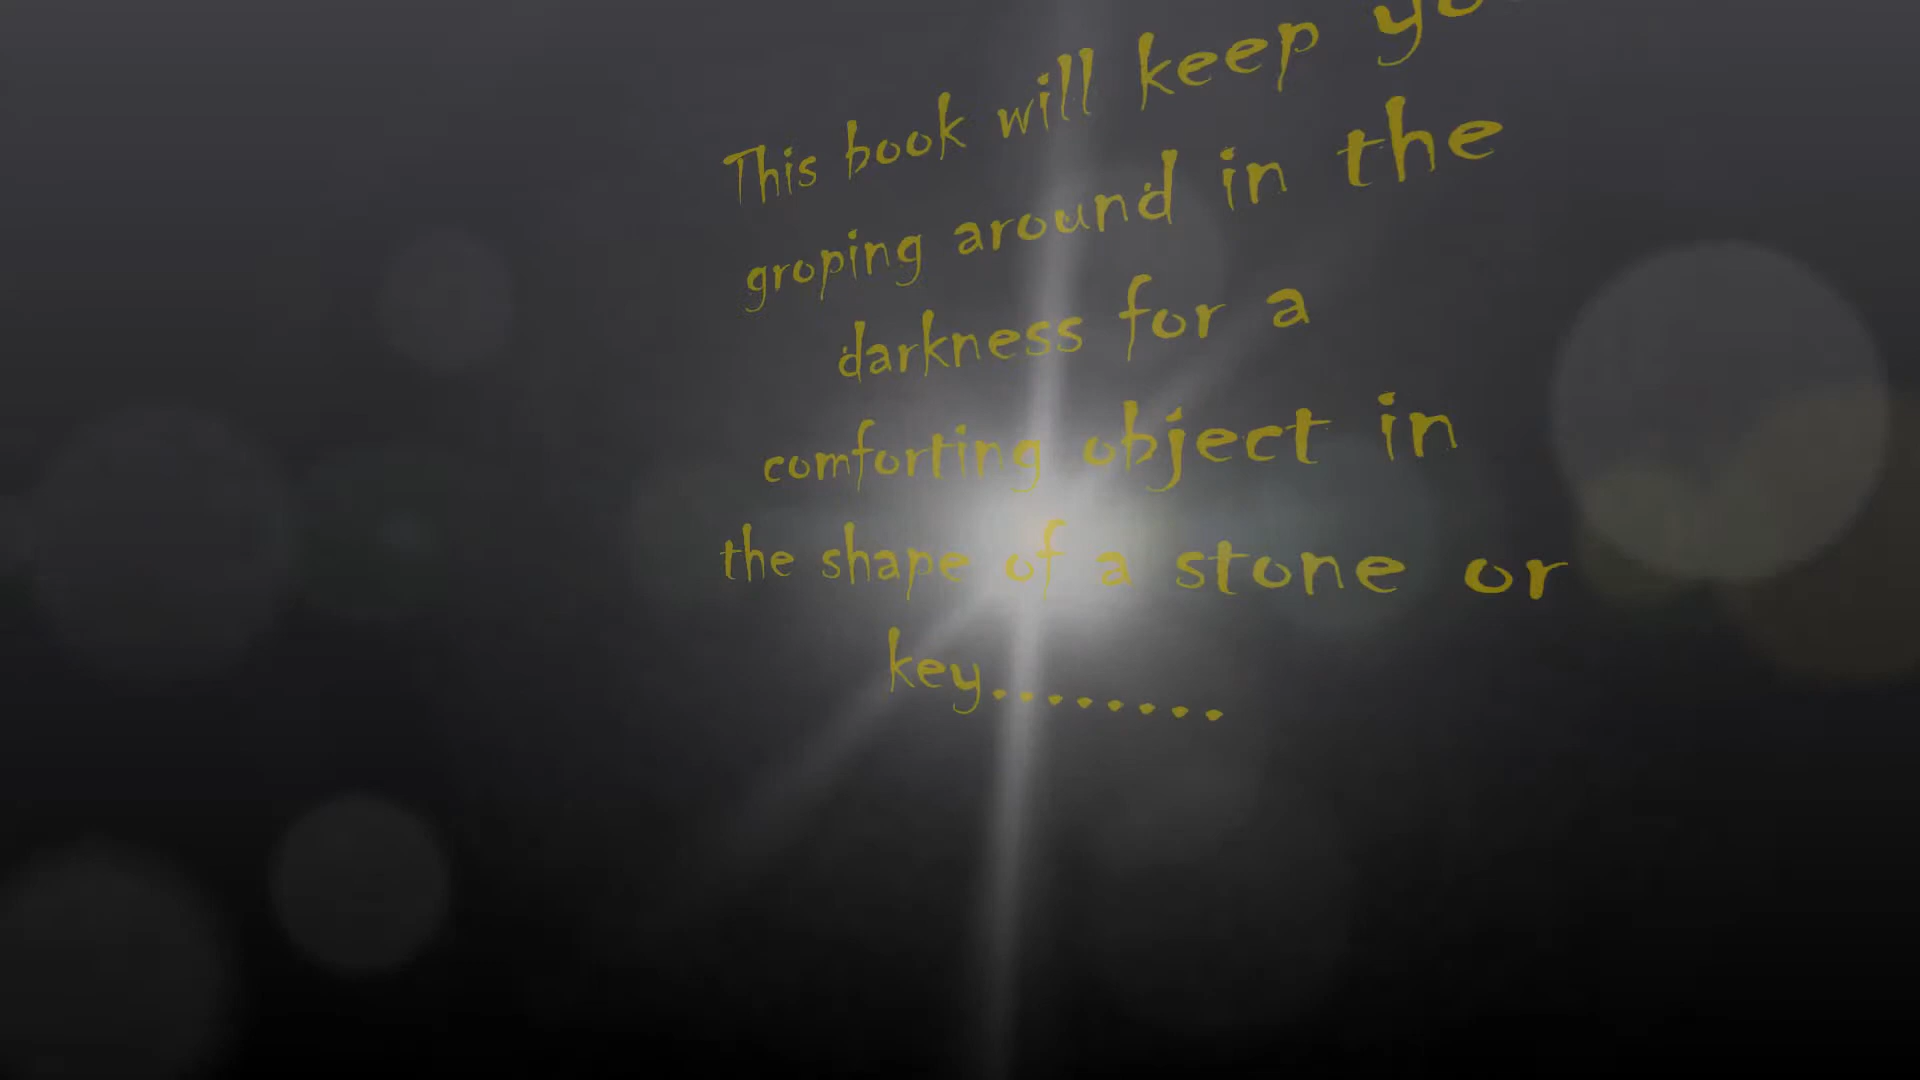 This book will keep yo
groping around in the
darkness for a
comforting object in
the shape of a stone or
key........